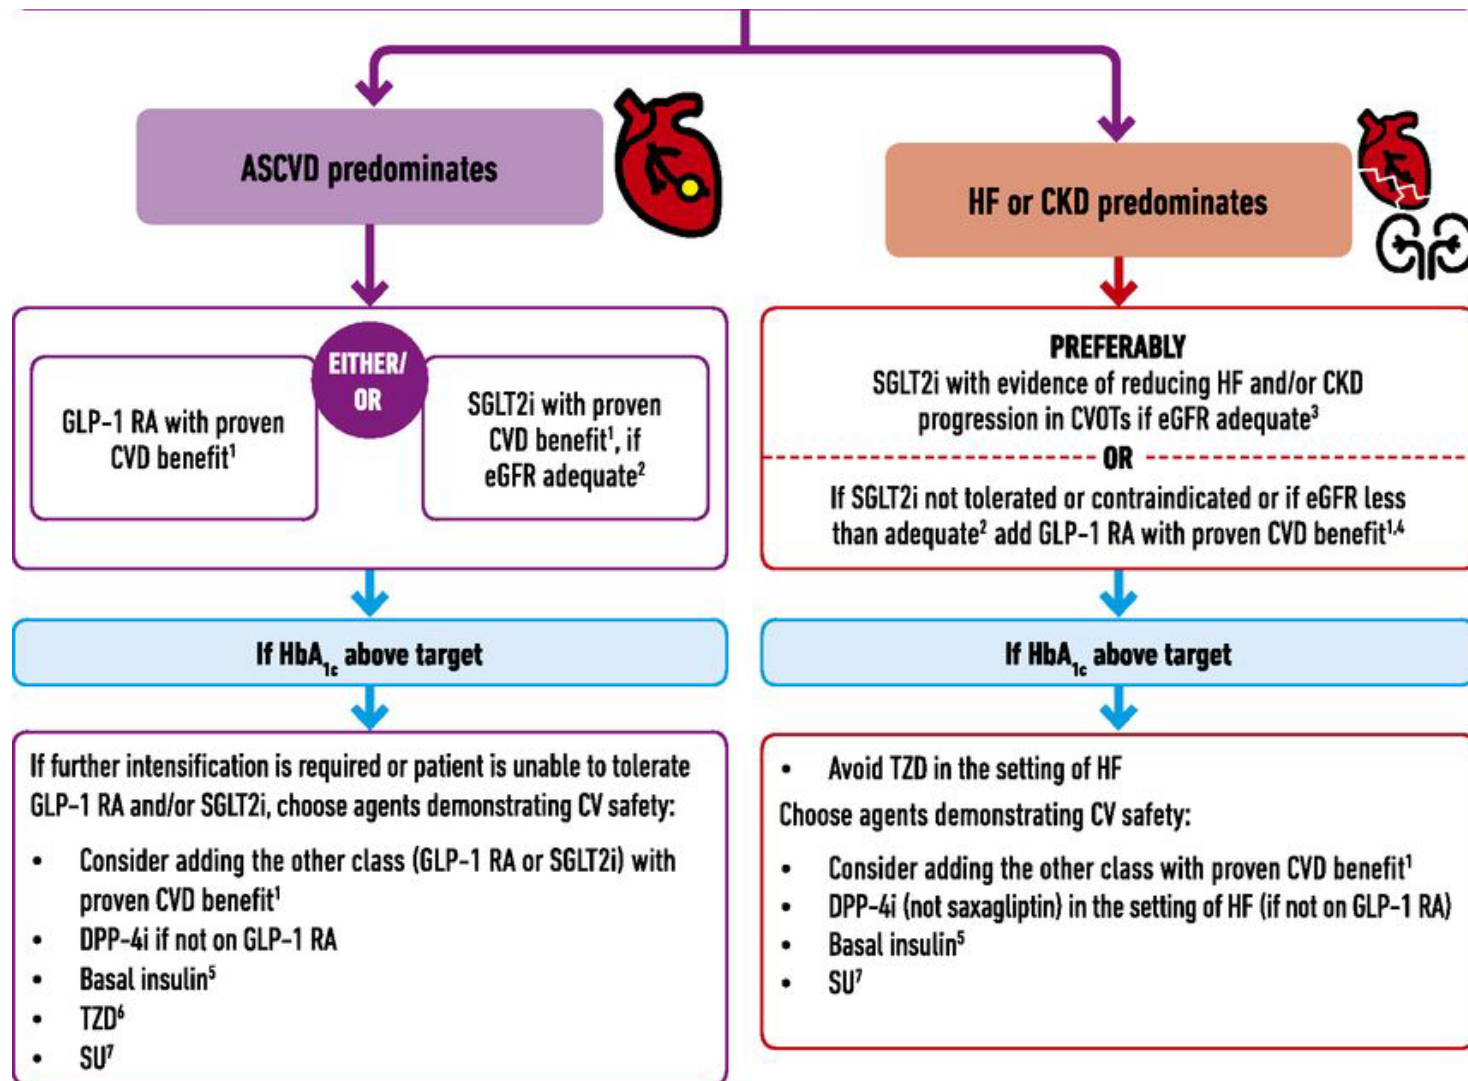 ASCVD predominates
EITHER/
OR
GLP-1 RA with proven
CVD benefit¹
SGLT2i with proven
CVD benefit¹, if
eGFR adequate²
If HbA₁c above target
If further intensification is required or patient is unable to tolerate
GLP-1 RA and/or SGLT2i, choose agents demonstrating CV safety:
• Consider adding the other class (GLP-1 RA or SGLT2i) with
proven CVD benefit¹
• DPP-4i if not on GLP-1 RA
• Basal insulin⁵
• TZD⁶
• SU⁷
HF or CKD predominates
PREFERABLY
SGLT2i with evidence of reducing HF and/or CKD
progression in CVOTs if eGFR adequate³
OR
If SGLT2i not tolerated or contraindicated or if eGFR less
than adequate² add GLP-1 RA with proven CVD benefit¹,⁴
If HbA₁c above target
• Avoid TZD in the setting of HF
Choose agents demonstrating CV safety:
• Consider adding the other class with proven CVD benefit¹
• DPP-4i (not saxagliptin) in the setting of HF (if not on GLP-1 RA)
• Basal insulin⁵
• SU⁷